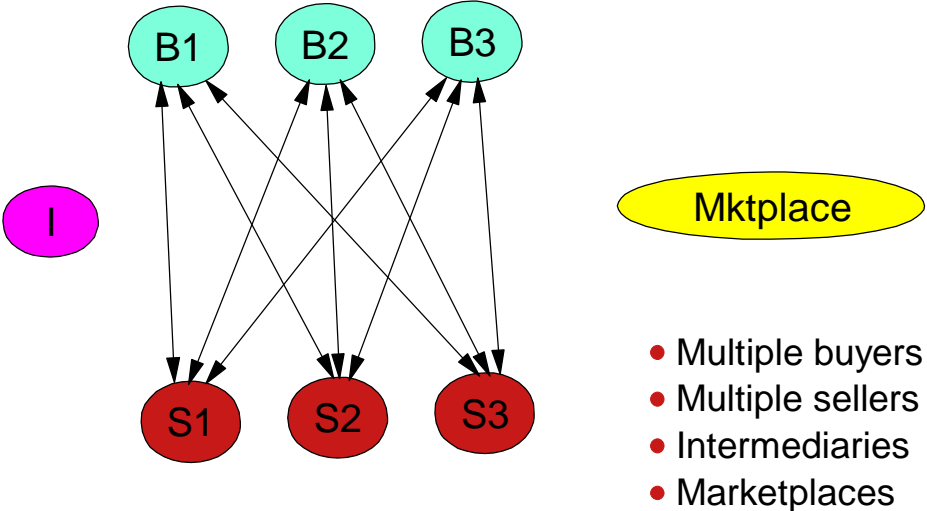 B1 B2 B3
I
Mktplace
S1 S2 S3
• Multiple buyers
• Multiple sellers
• Intermediaries
• Marketplaces